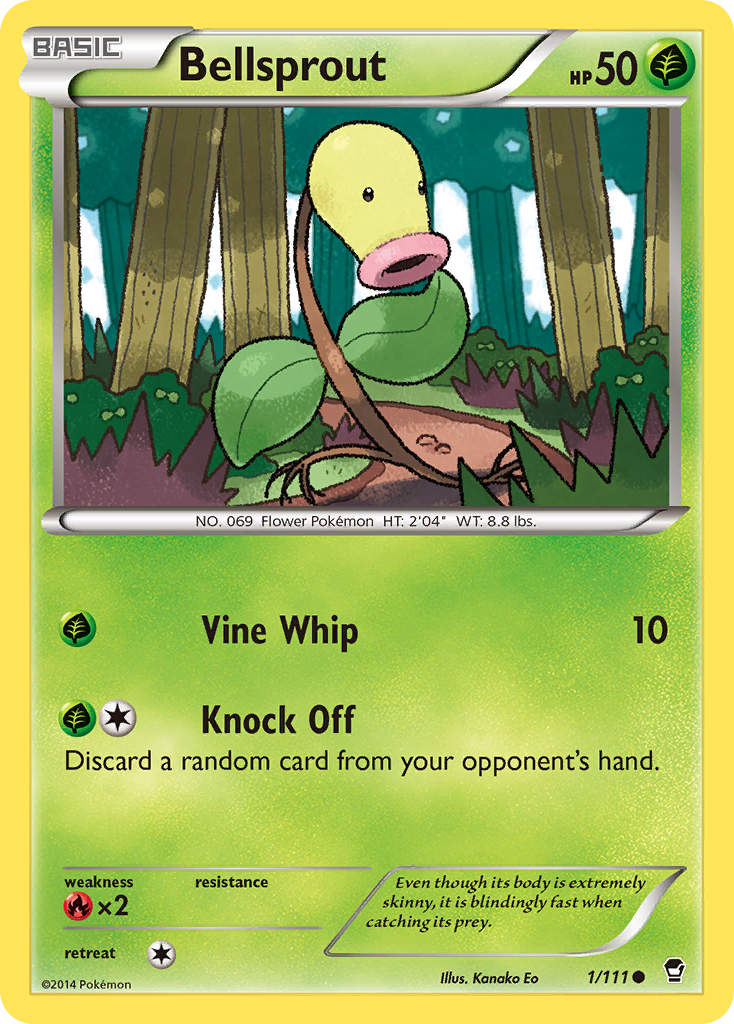 BASIC
Bellsprout
HP 50
NO. 069 Flower Pokémon HT: 2'04" WT: 8.8 lbs.
Vine Whip 10
Knock Off
Discard a random card from your opponent's hand.
weakness resistance
×2
Even though its body is extremely
skinny, it is blindingly fast when
catching its prey.
retreat
©2014 Pokémon
Illus. Kanako Eo 1/111